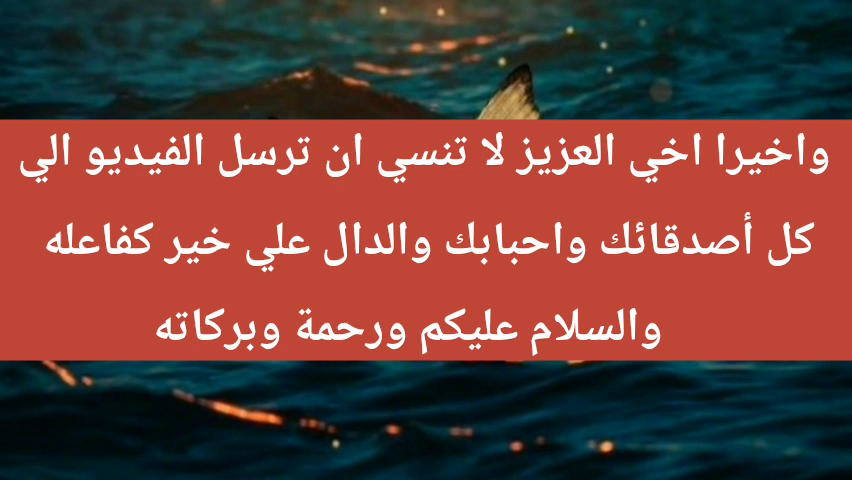 واخيرا اخي العزيز لا تنسي ان ترسل الفيديو الي
كل أصدقائك واحبابك والدال علي خير كفاعله
والسلام عليكم ورحمة وبركاته